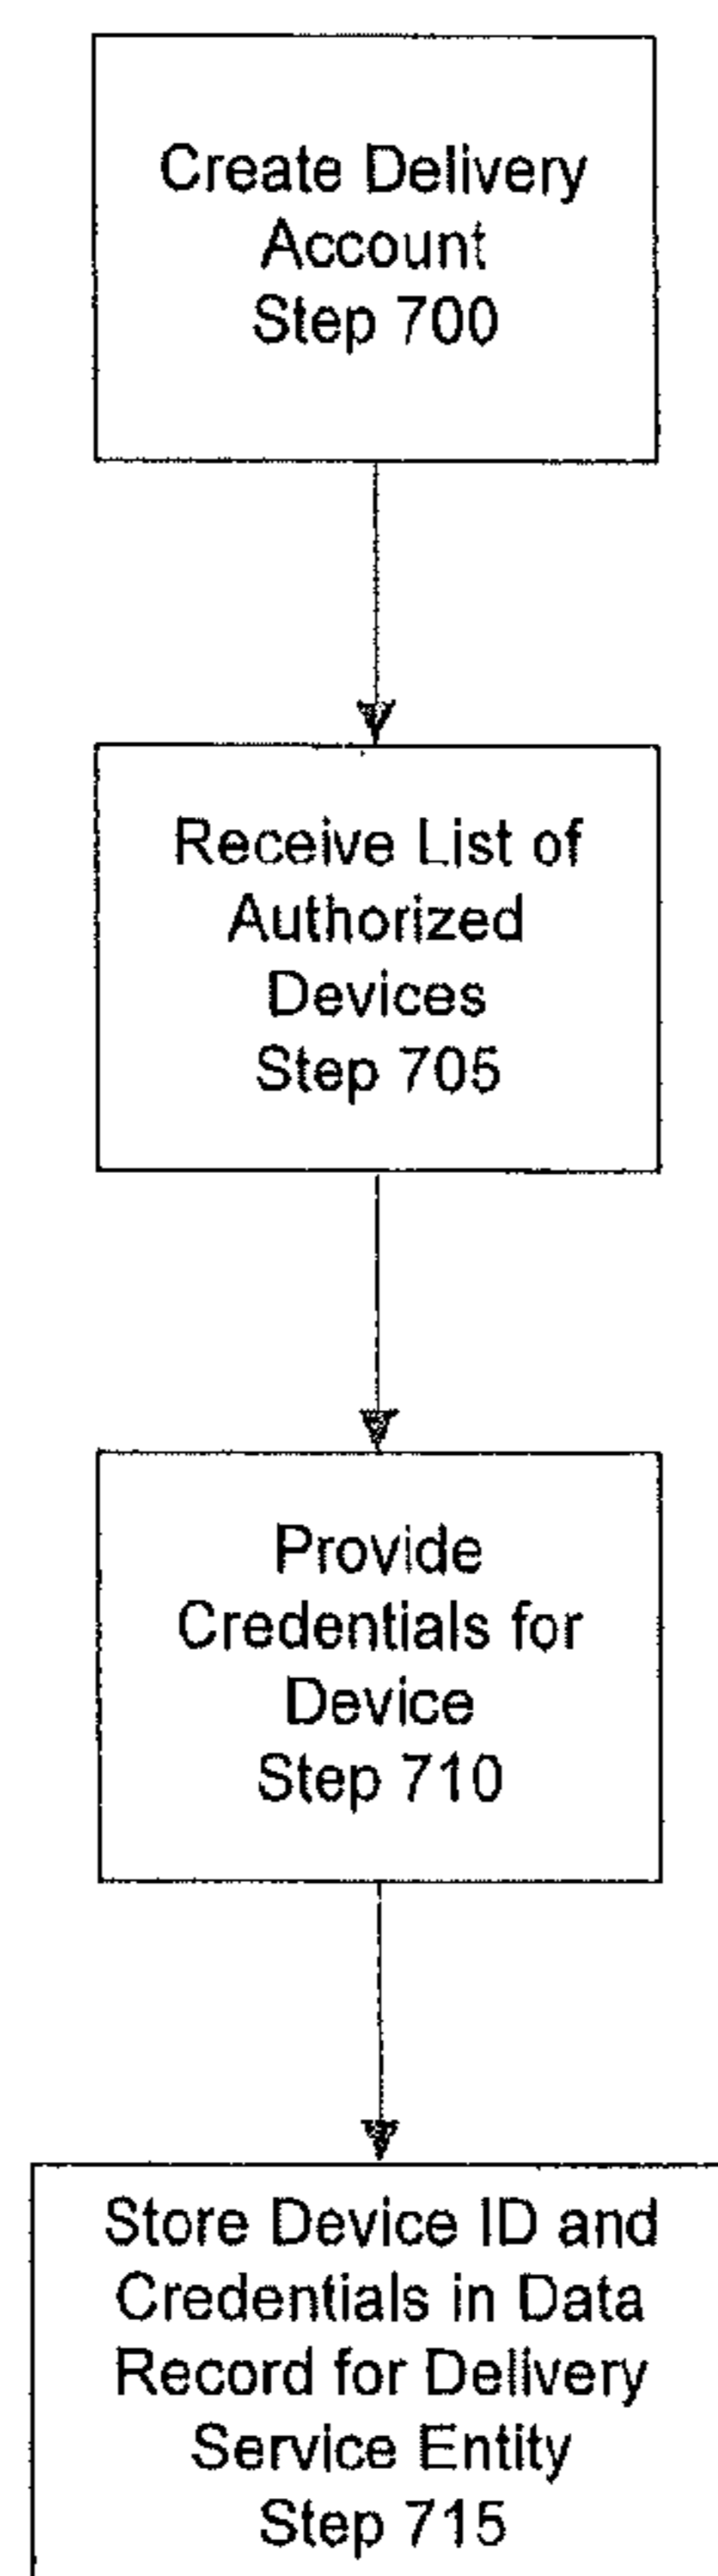 Create Delivery
Account
Step 700
Receive List of
Authorized
Devices
Step 705
Provide
Credentials for
Device
Step 710
Store Device ID and
Credentials in Data
Record for Delivery
Service Entity
Step 715